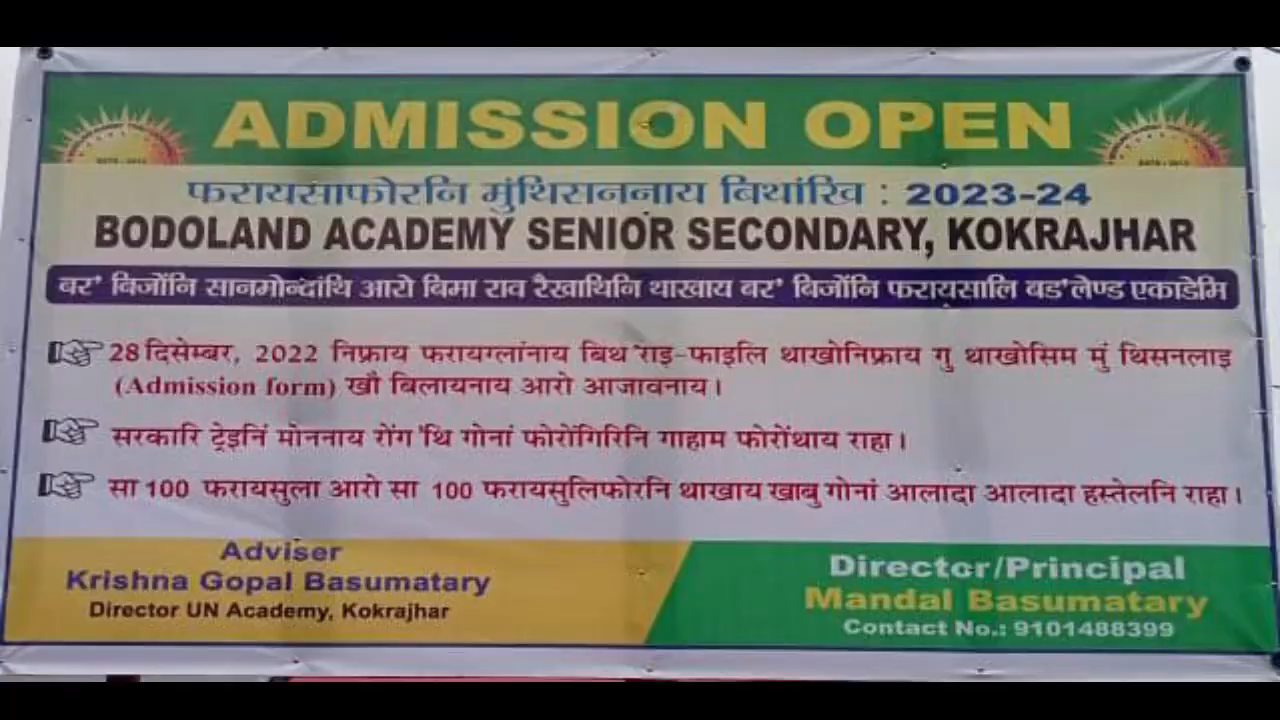 ADMISSION OPEN
फरायसाफोरनि मुंथिसाननाय बिथांखि : 2023-24
BODOLAND ACADEMY SENIOR SECONDARY, KOKRAJHAR
बर' बिजोंनि सानमोन्दांथि आरो बिमा राव रैखाथिनि थाखाय बर' बिजोंनि फरायसालि बड'लेण्ड एकाडेमि
28 दिसेम्बर, 2022 निफ्राय फरायग्लांनाय बिथ'राइ-फाइलि थाखोनिफ्राय गु थाखोसिम मुं थिसनलाइ
(Admission form) खौ बिलायनाय आरो आजावनाय।
सरकारि ट्रेइनिं मोननाय रोंग'थि गोनां फोरोंगिरिनि गाहाम फोरोंथाय राहा।
सा 100 फरायसुला आरो सा 100 फरायसुलिफोरनि थाखाय खाबु गोनां आलादा आलादा हस्तेलनि राहा।
Adviser
Krishna Gopal Basumatary
Director UN Academy, Kokrajhar
Director/Principal
Mandal Basumatary
Contact No.: 9101488399